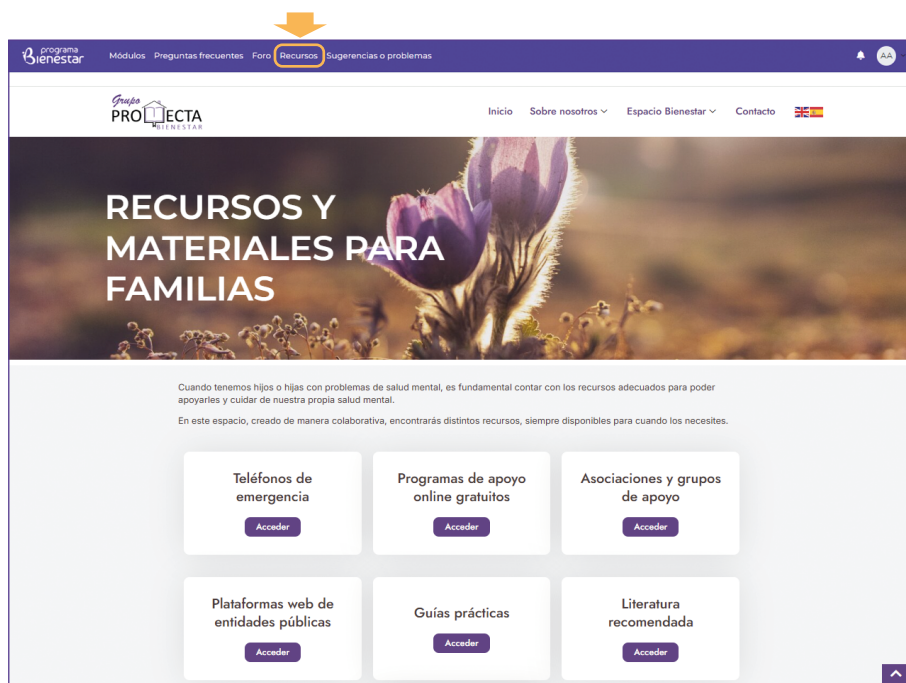 programa
Bienestar
Módulos Preguntas frecuentes Foro Recursos Sugerencias o problemas
AA
Grupo
PROYECTA
BIENESTAR
Inicio Sobre nosotros Espacio Bienestar Contacto
RECURSOS Y
MATERIALES PARA
FAMILIAS
Cuando tenemos hijos o hijas con problemas de salud mental, es fundamental contar con los recursos adecuados para poder
apoyarles y cuidar de nuestra propia salud mental.
En este espacio, creado de manera colaborativa, encontrarás distintos recursos, siempre disponibles para cuando los necesites.
Teléfonos de
emergencia
Acceder
Programas de apoyo
online gratuitos
Acceder
Asociaciones y grupos
de apoyo
Acceder
Plataformas web de
entidades públicas
Acceder
Guías prácticas
Acceder
Literatura
recomendada
Acceder